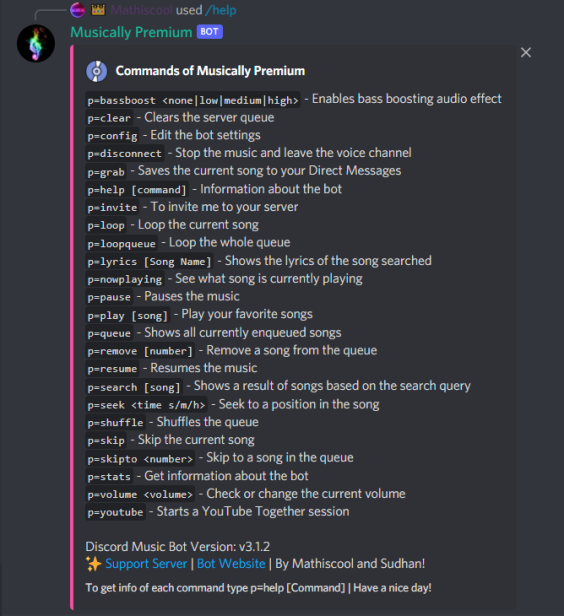 Mathiscool used /help
Musically Premium BOT
Commands of Musically Premium
p=bassboost <none|low|medium|high> - Enables bass boosting audio effect
p=clear - Clears the server queue
p=config - Edit the bot settings
p=disconnect - Stop the music and leave the voice channel
p=grab - Saves the current song to your Direct Messages
p=help [command] - Information about the bot
p=invite - To invite me to your server
p=loop - Loop the current song
p=loopqueue - Loop the whole queue
p=lyrics [Song Name] - Shows the lyrics of the song searched
p=nowplaying - See what song is currently playing
p=pause - Pauses the music
p=play [song] - Play your favorite songs
p=queue - Shows all currently enqueued songs
p=remove [number] - Remove a song from the queue
p=resume - Resumes the music
p=search [song] - Shows a result of songs based on the search query
p=seek <time s/m/h> - Seek to a position in the song
p=shuffle - Shuffles the queue
p=skip - Skip the current song
p=skipto <number> - Skip to a song in the queue
p=stats - Get information about the bot
p=volume <volume> - Check or change the current volume
p=youtube - Starts a YouTube Together session
Discord Music Bot Version: v3.1.2
✨ Support Server | Bot Website | By Mathiscool and Sudhan!
To get info of each command type p=help [Command] | Have a nice day!